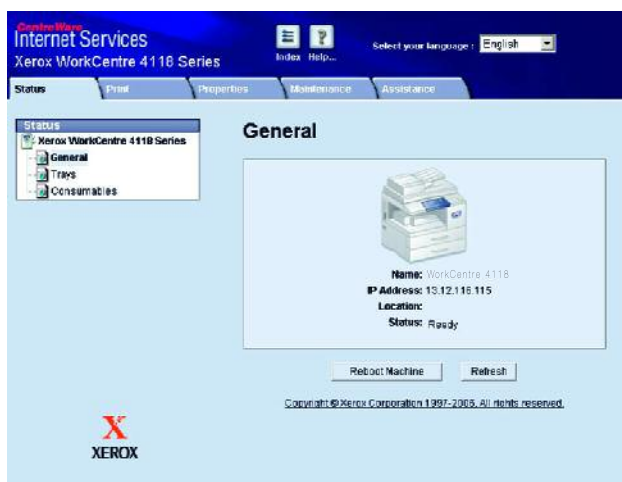 CentreWare
Internet Services
Xerox WorkCentre 4118 Series
Index Help...
Select your language : English
Status Print Properties Maintenance Assistance
Status
Xerox WorkCentre 4118 Series
General
Trays
Consumables
General
Name: WorkCentre 4118
IP Address: 13.12.116.115
Location:
Status: Ready
Reboot Machine Refresh
Copyright © Xerox Corporation 1997-2006. All rights reserved.
X
XEROX